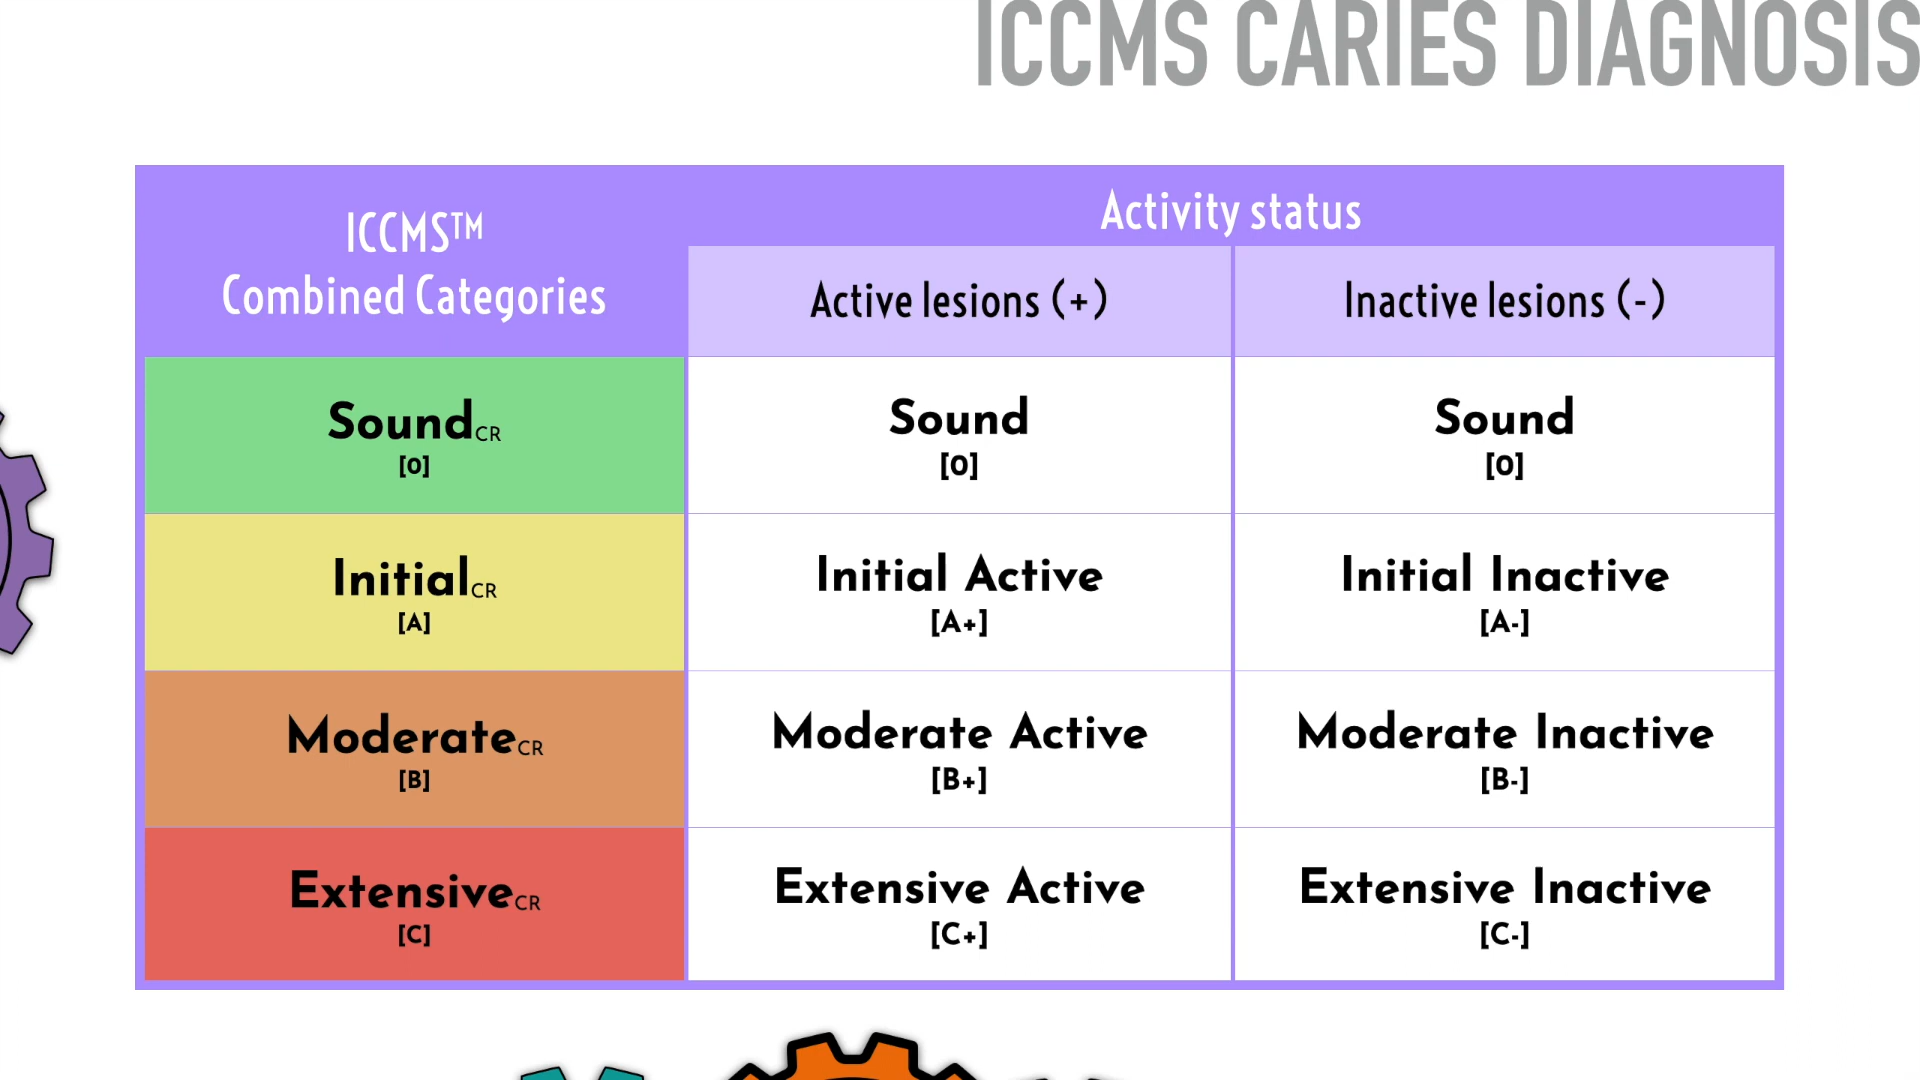 ICCMS CARIES DIAGNOSIS
ICCMS™
Combined Categories
Activity status
Active lesions (+)
Inactive lesions (-)
SoundCR
[0]
Sound
[0]
Sound
[0]
InitialCR
[A]
Initial Active
[A+]
Initial Inactive
[A-]
ModerateCR
[B]
Moderate Active
[B+]
Moderate Inactive
[B-]
ExtensiveCR
[C]
Extensive Active
[C+]
Extensive Inactive
[C-]